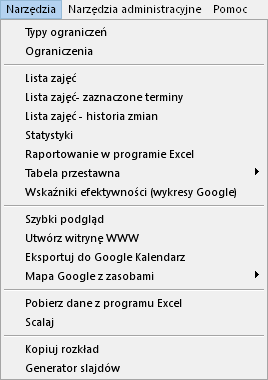 Narzędzia Narzędzia administracyjne Pomoc
Typy ograniczeń
Ograniczenia
Lista zajęć
Lista zajęć- zaznaczone terminy
Lista zajęć - historia zmian
Statystyki
Raportowanie w programie Excel
Tabela przestawna
Wskaźniki efektywności (wykresy Google)
Szybki podgląd
Utwórz witrynę WWW
Eksportuj do Google Kalendarz
Mapa Google z zasobami
Pobierz dane z programu Excel
Scalaj
Kopiuj rozkład
Generator slajdów